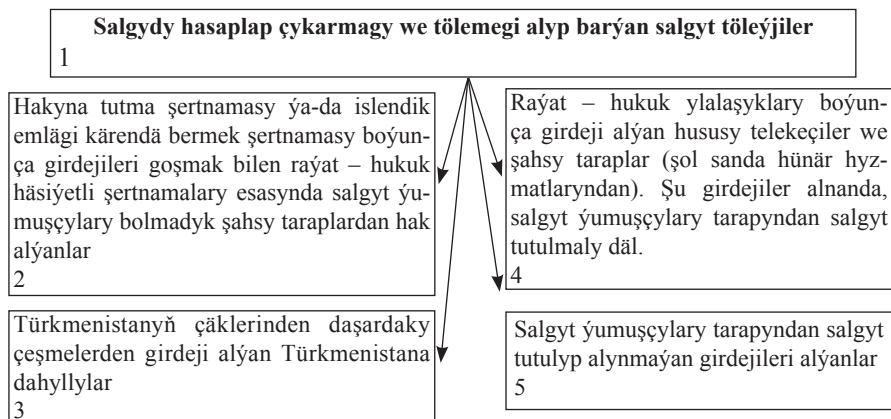 Salgydy hasaplap çykarmagy we tölemegi alyp barýan salgyt töleýjiler
1
Hakyna tutma şertnamasy ýa-da islendik
emlägi kärendä bermek şertnamasy boýun-
ça girdejileri goşmak bilen raýat – hukuk
häsiýetli şertnamalary esasynda salgyt ýu-
muşçylary bolmadyk şahsy taraplardan hak
alýanlar
2
Türkmenistanyň çäklerinden daşardaky
çeşmelerden girdeji alýan Türkmenistana
dahyllylar
3
Raýat – hukuk ylalaşyklary boýun-
ça girdeji alýan hususy telekeçiler we
şahsy taraplar (şol sanda hünär hyz-
matlaryndan). Şu girdejiler alnanda,
salgyt ýumuşçylary tarapyndan salgyt
tutulmaly däl.
4
Salgyt ýumuşçylary tarapyndan salgyt
tutulyp alynmaýan girdejileri alýanlar
5